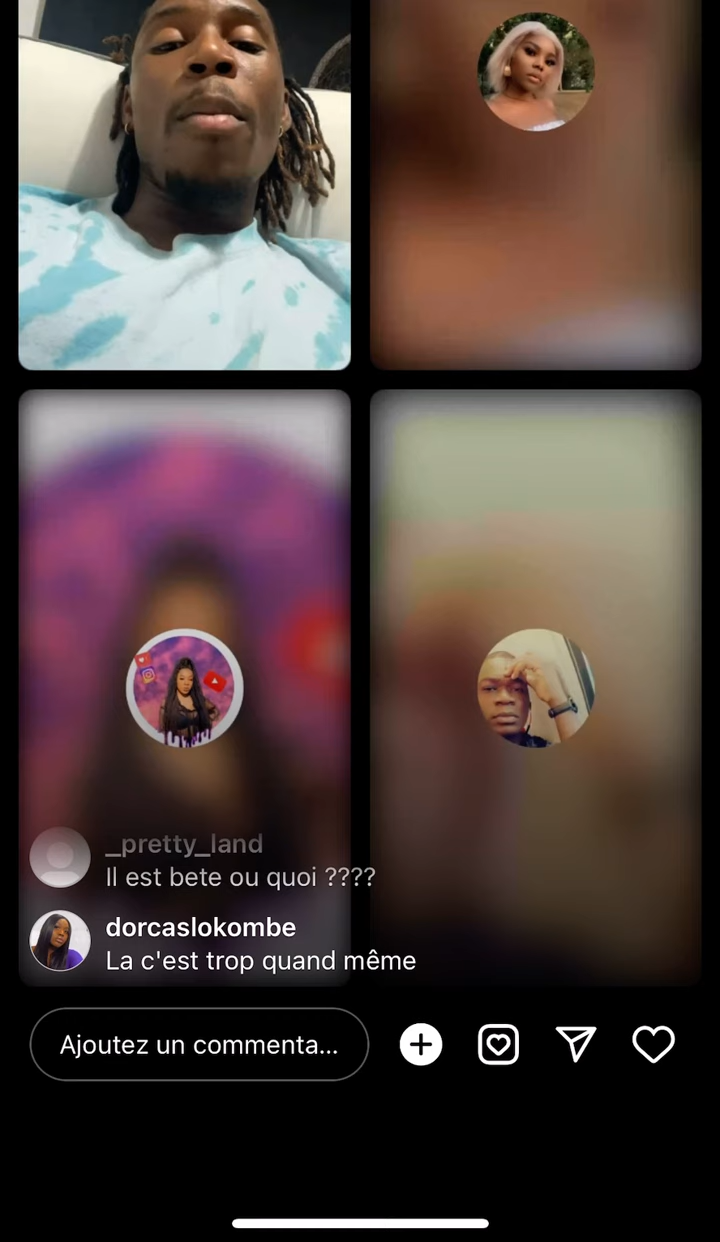 _pretty_land
Il est bete ou quoi ????
dorcaslokombe
La c'est trop quand même
Ajoutez un commenta...